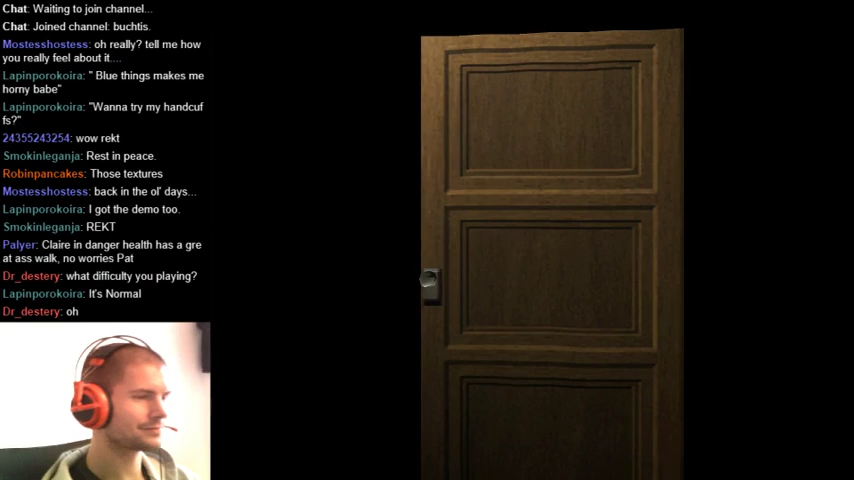 Chat: Waiting to join channel...
Chat: Joined channel: buchtis.
Mostesshostess: oh really? tell me how
you really feel about it....
Lapinporokoira: " Blue things makes me
horny babe"
Lapinporokoira: "Wanna try my handcuf
fs?"
24355243254: wow rekt
Smokinleganja: Rest in peace.
Robinpancakes: Those textures
Mostesshostess: back in the ol' days...
Lapinporokoira: I got the demo too.
Smokinleganja: REKT
Palyer: Claire in danger health has a gre
at ass walk, no worries Pat
Dr_destery: what difficulty you playing?
Lapinporokoira: It's Normal
Dr_destery: oh